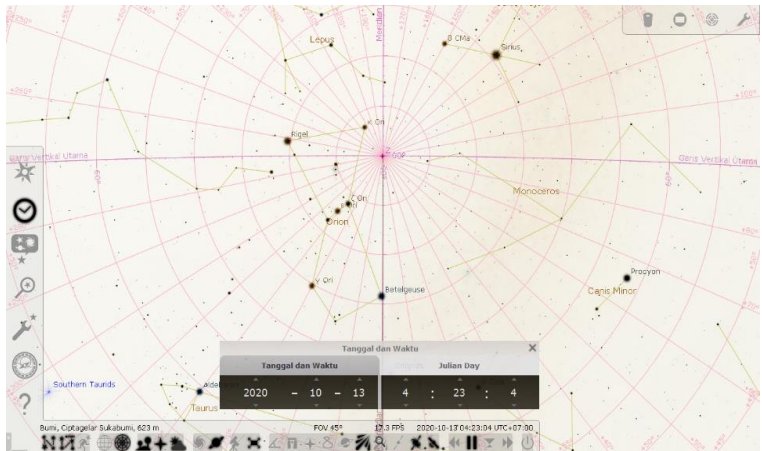 Meridian
Lepus
β CMa
Sirius
+260°
+100°
κ Ori
Rigel
Z
Garis Vertikal Utama
Garis Vertikal Utama
Monoceros
ζ Ori
Orion
γ Ori
Betelgeuse
Procyon
Canis Minor
Tanggal dan Waktu
Tanggal dan Waktu
Julian Day
Southern Taurids
2020 - 10 - 13
4 : 23 : 4
Taurus
Bumi, Ciptagelar Sukabumi, 623 m
FOV 45°
17.3 FPS
2020-10-13 04:23:04 UTC+07:00